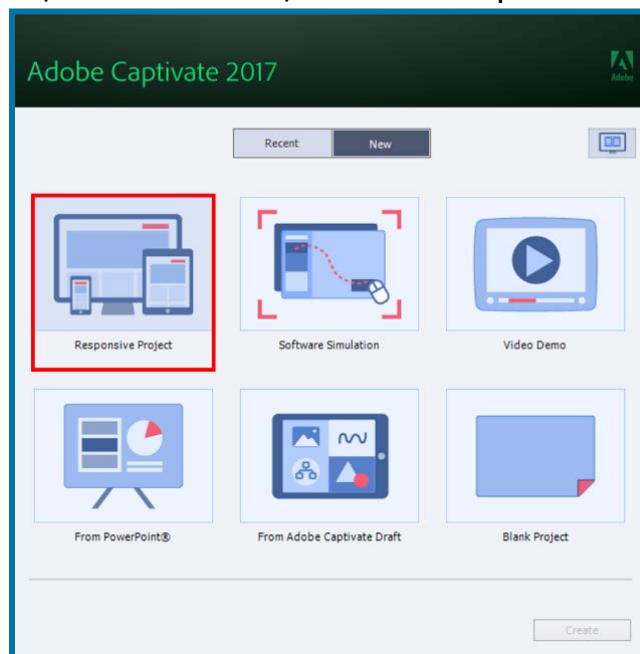 Adobe Captivate 2017
Adobe
Recent New
Responsive Project Software Simulation Video Demo
From PowerPoint® From Adobe Captivate Draft Blank Project
Create